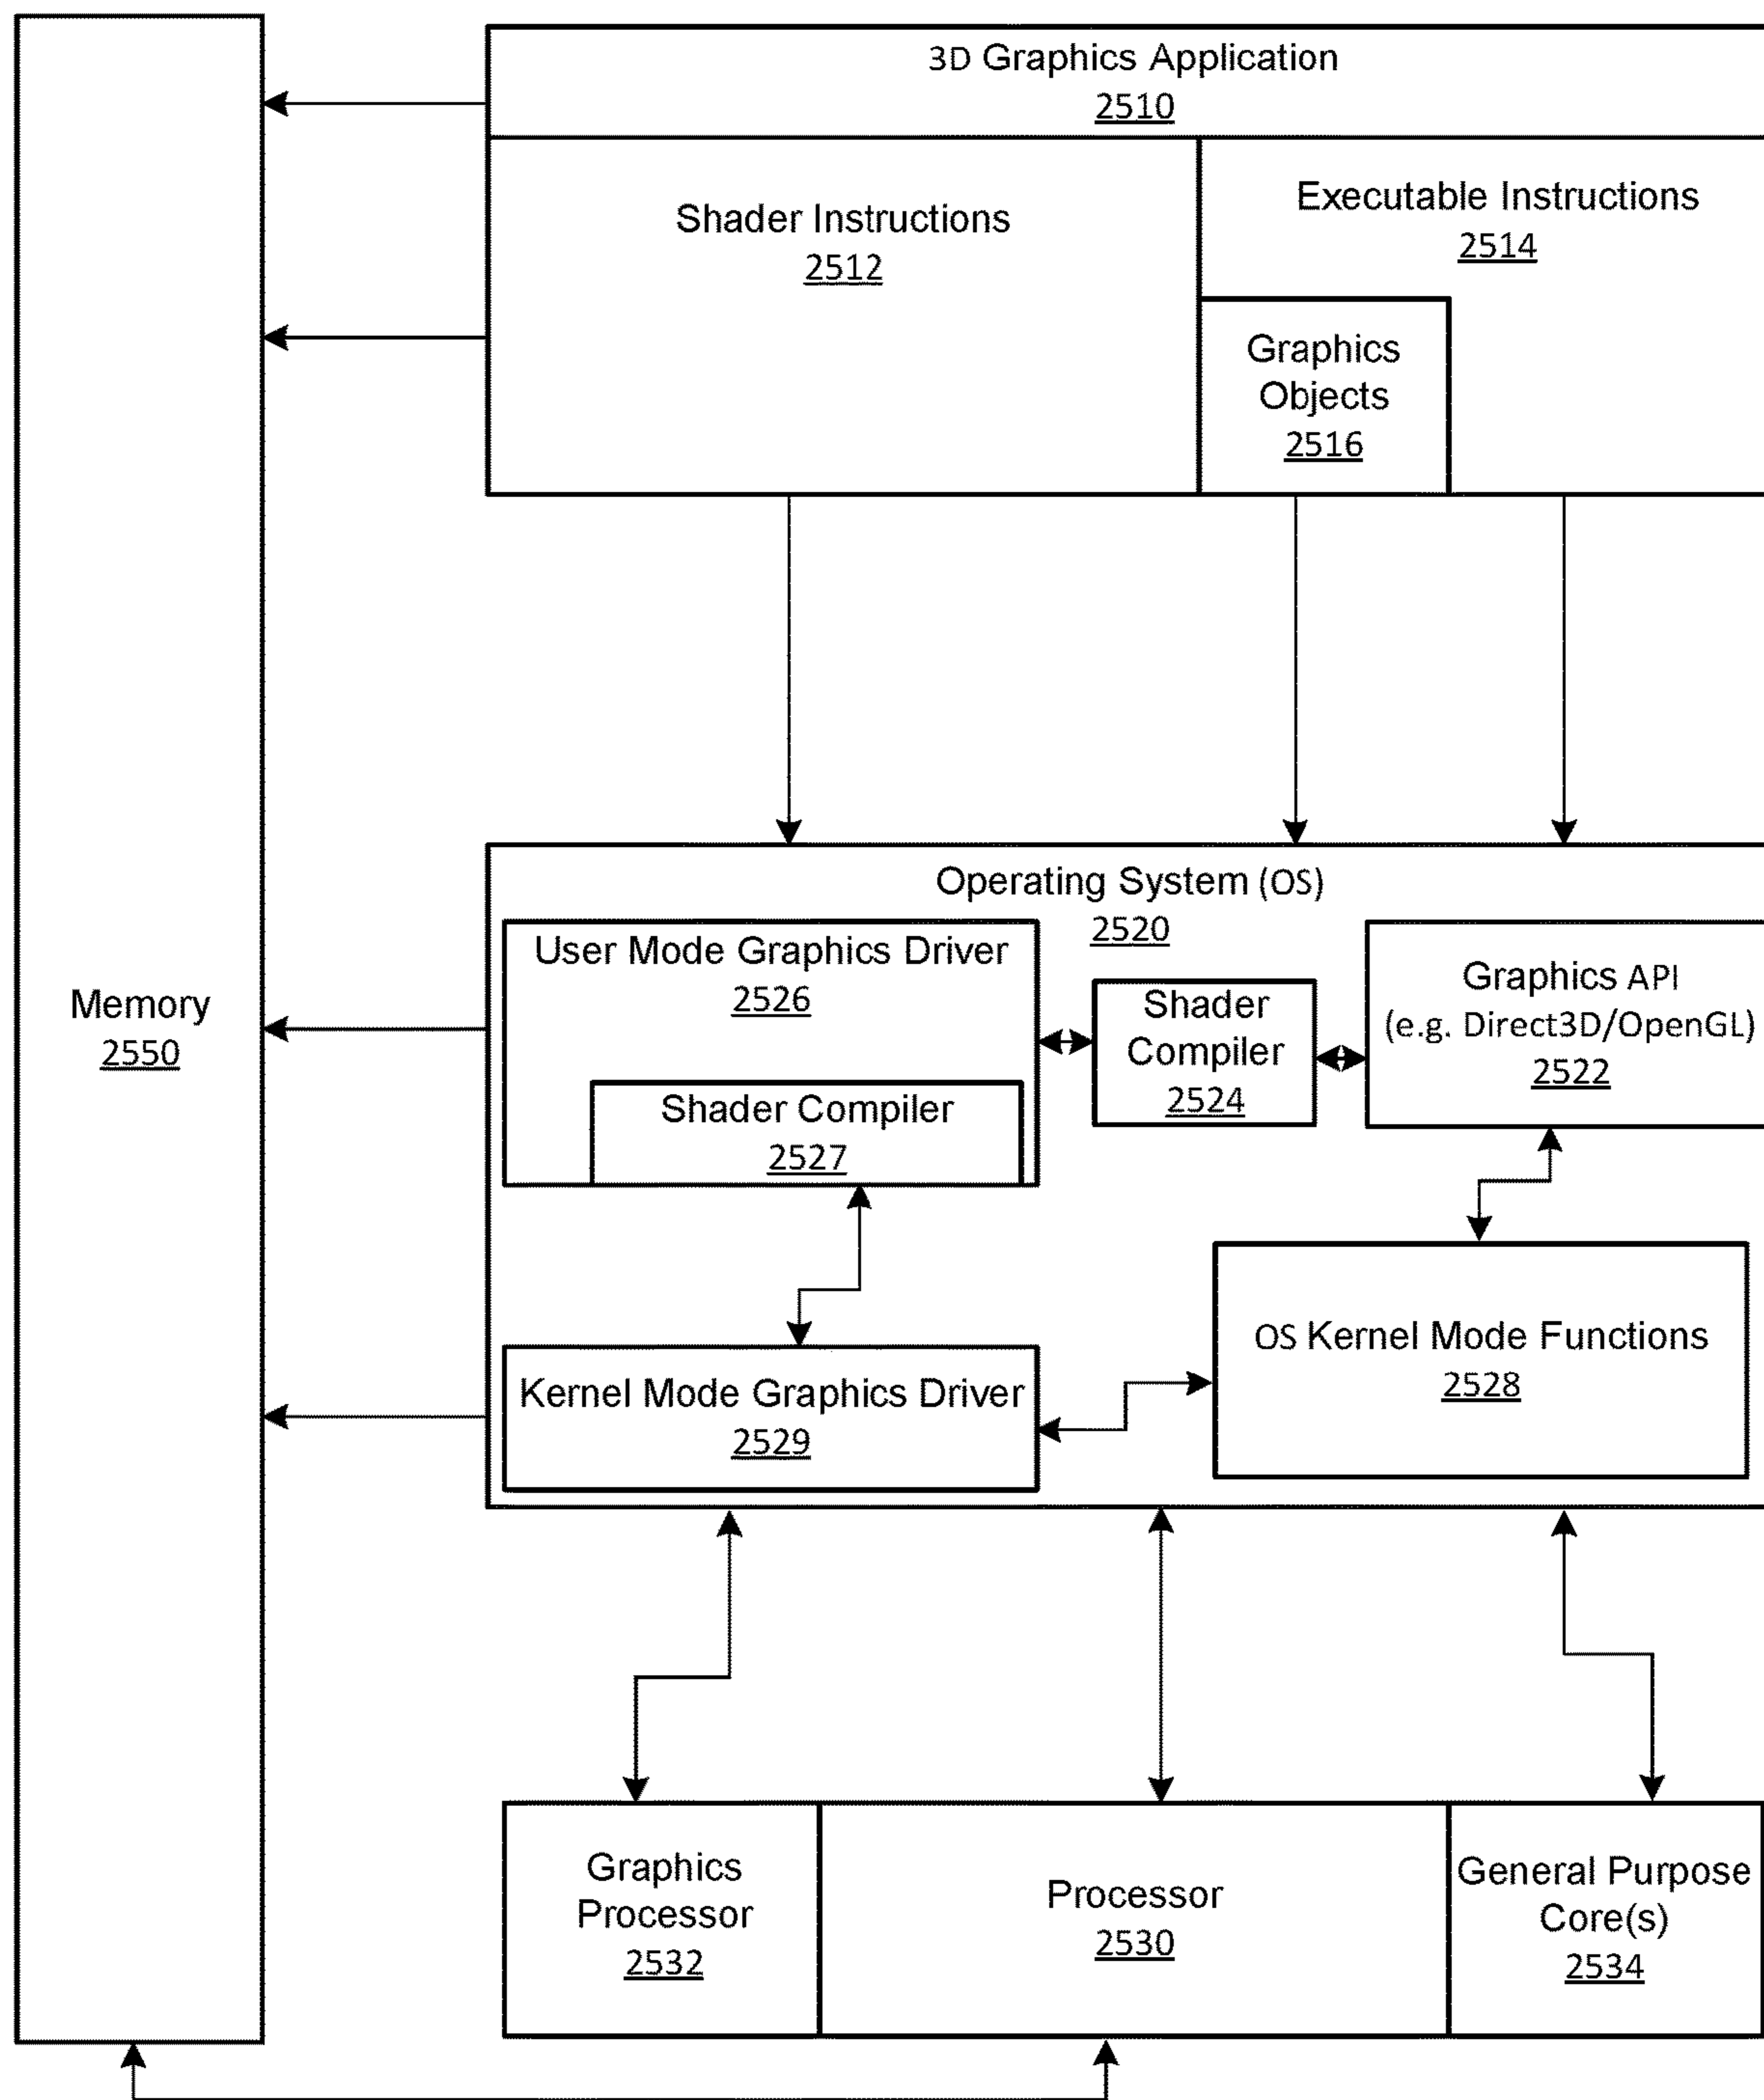 3D Graphics Application
2510
Shader Instructions
2512
Executable Instructions
2514
Graphics
Objects
2516
Memory
2550
Operating System (OS)
2520
User Mode Graphics Driver
2526
Shader Compiler
2527
Shader
Compiler
2524
Graphics API
(e.g. Direct3D/OpenGL)
2522
OS Kernel Mode Functions
2528
Kernel Mode Graphics Driver
2529
Graphics
Processor
2532
Processor
2530
General Purpose
Core(s)
2534